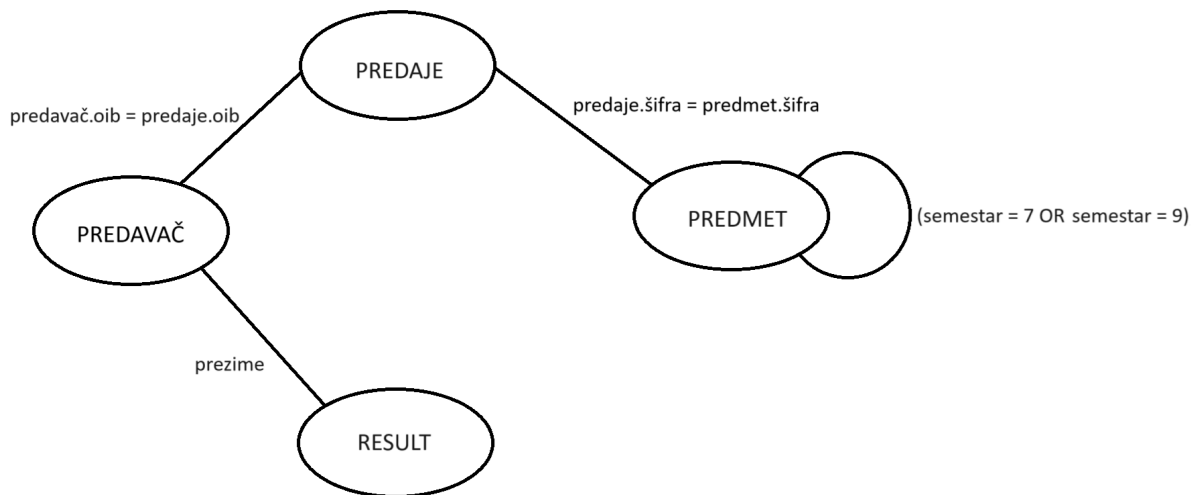 PREDAJE
predavač.oib = predaje.oib
predaje.šifra = predmet.šifra
PREDAVAČ
PREDMET
(semestar = 7 OR semestar = 9)
prezime
RESULT